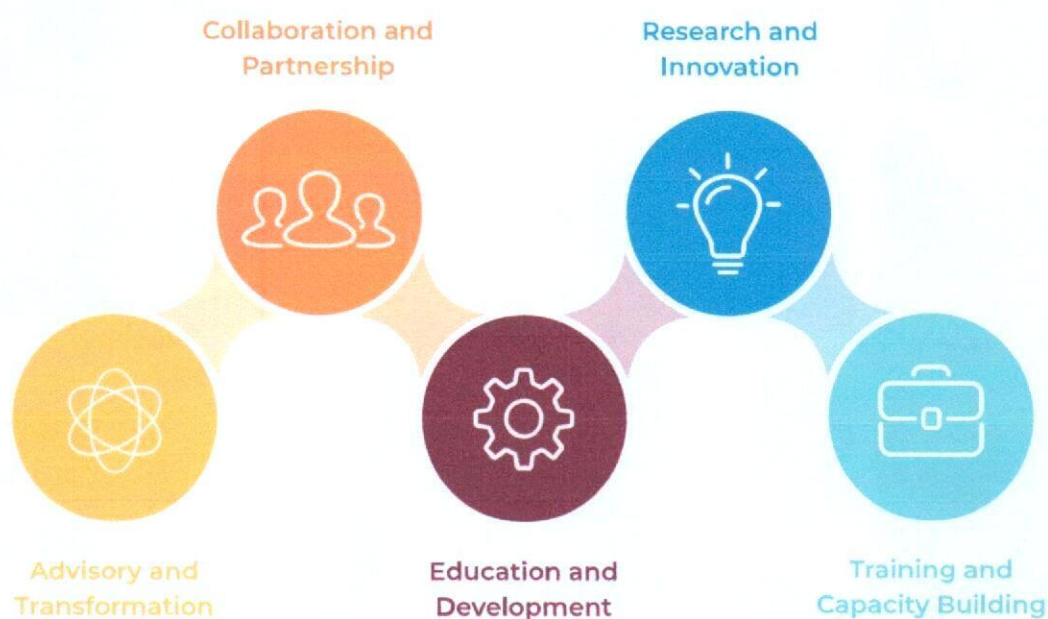 Collaboration and
Partnership
Research and
Innovation
Advisory and
Transformation
Education and
Development
Training and
Capacity Building